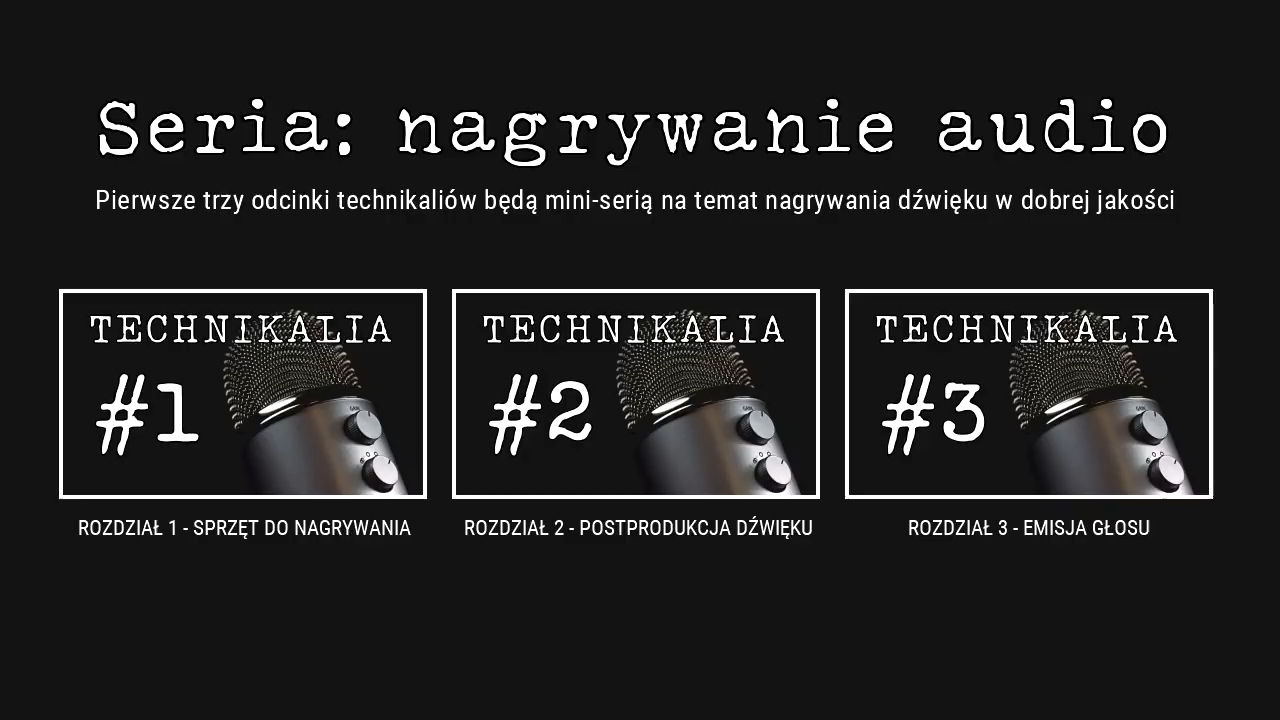 Seria: nagrywanie audio
Pierwsze trzy odcinki technikaliów będą mini-serią na temat nagrywania dźwięku w dobrej jakości
TECHNIKALIA
#1
ROZDZIAŁ 1 - SPRZĘT DO NAGRYWANIA
TECHNIKALIA
#2
ROZDZIAŁ 2 - POSTPRODUKCJA DŹWIĘKU
TECHNIKALIA
#3
ROZDZIAŁ 3 - EMISJA GŁOSU